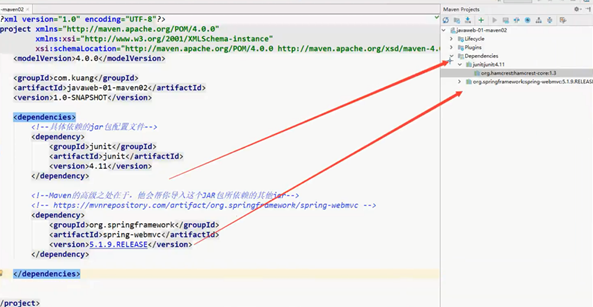 -maven02
?xml version="1.0" encoding="UTF-8"?>
project xmlns="http://maven.apache.org/POM/4.0.0"
xmlns:xsi="http://www.w3.org/2001/XMLSchema-instance"
xsi:schemaLocation="http://maven.apache.org/POM/4.0.0 http://maven.apache.org/xsd/maven-4.
<modelVersion>4.0.0</modelVersion>
<groupId>com.kuang</groupId>
<artifactId>javaweb-01-maven02</artifactId>
<version>1.0-SNAPSHOT</version>
<dependencies>
<!--具体依赖的jar包配置文件-->
<dependency>
<groupId>junit</groupId>
<artifactId>junit</artifactId>
<version>4.11</version>
</dependency>
<!--Maven的高级之处在于，他会帮你导入这个JAR包所依赖的其他jar-->
<!-- https://mvnrepository.com/artifact/org.springframework/spring-webmvc -->
<dependency>
<groupId>org.springframework</groupId>
<artifactId>spring-webmvc</artifactId>
<version>5.1.9.RELEASE</version>
</dependency>
</dependencies>
/project>
Maven Projects
javaweb-01-maven02
Lifecycle
Plugins
Dependencies
junit:junit:4.11
org.hamcrest:hamcrest-core:1.3
org.springframework:spring-webmvc:5.1.9.RELEASE